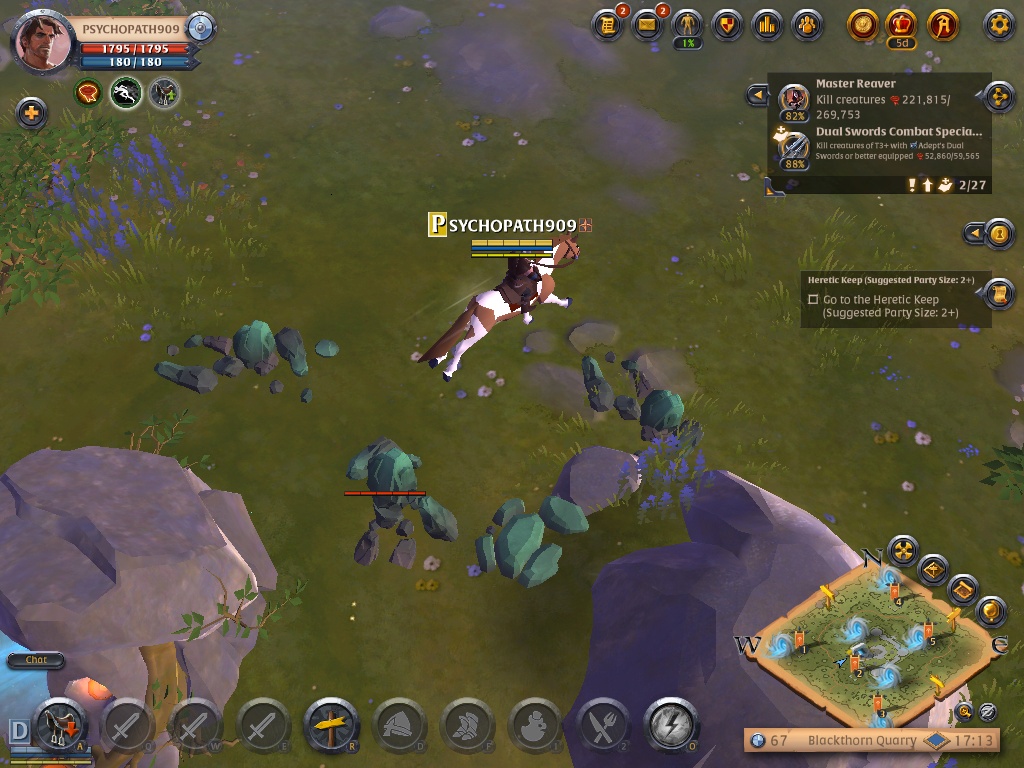 PSYCHOPATH909
1795 / 1795
180 / 180
2
2
1%
5d
Master Reaver
Kill creatures 221,815/
269,753
82%
Dual Swords Combat Specia...
Kill creatures of T3+ with Adept's Dual
Swords or better equipped 52,860/59,565
88%
2/27
PSYCHOPATH909
Heretic Keep (Suggested Party Size: 2+)
Go to the Heretic Keep
(Suggested Party Size: 2+)
N
W
E
4
1
5
2
3
Chat
D
A
Q
W
E
R
D
F
1
2
O
67 Blackthorn Quarry 17:13